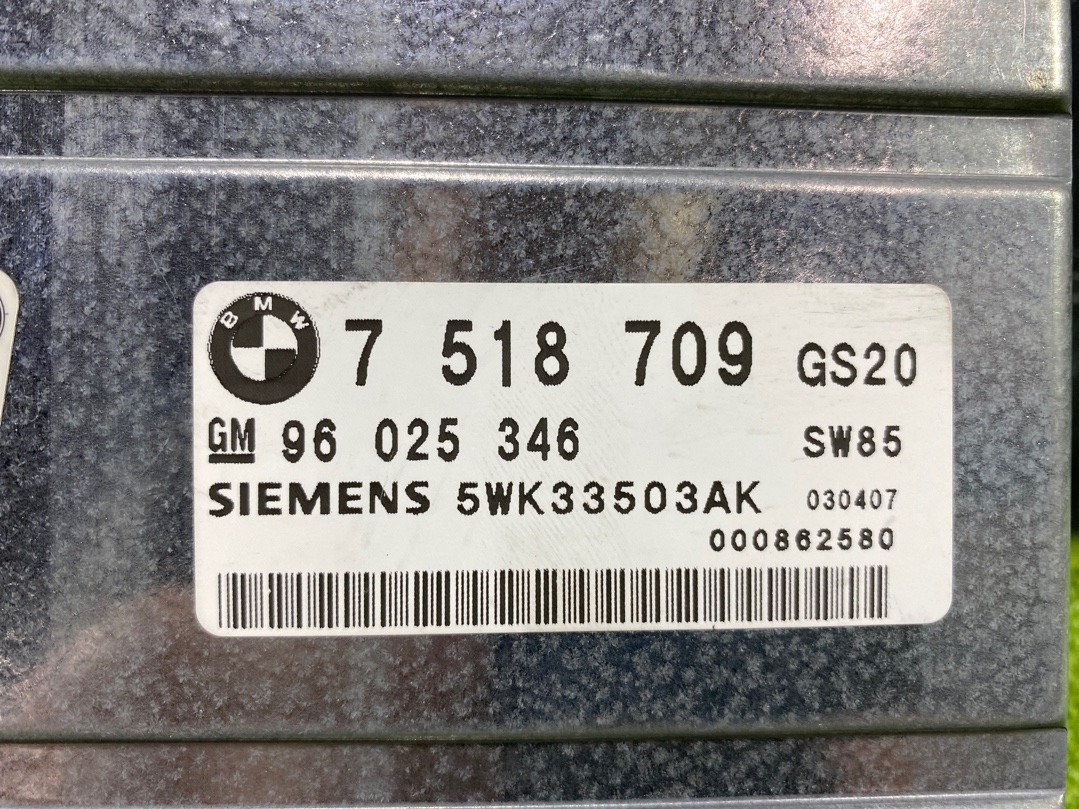 BMW 7 518 709 GS20
GM 96 025 346 SW85
SIEMENS 5WK33503AK 030407
000862580